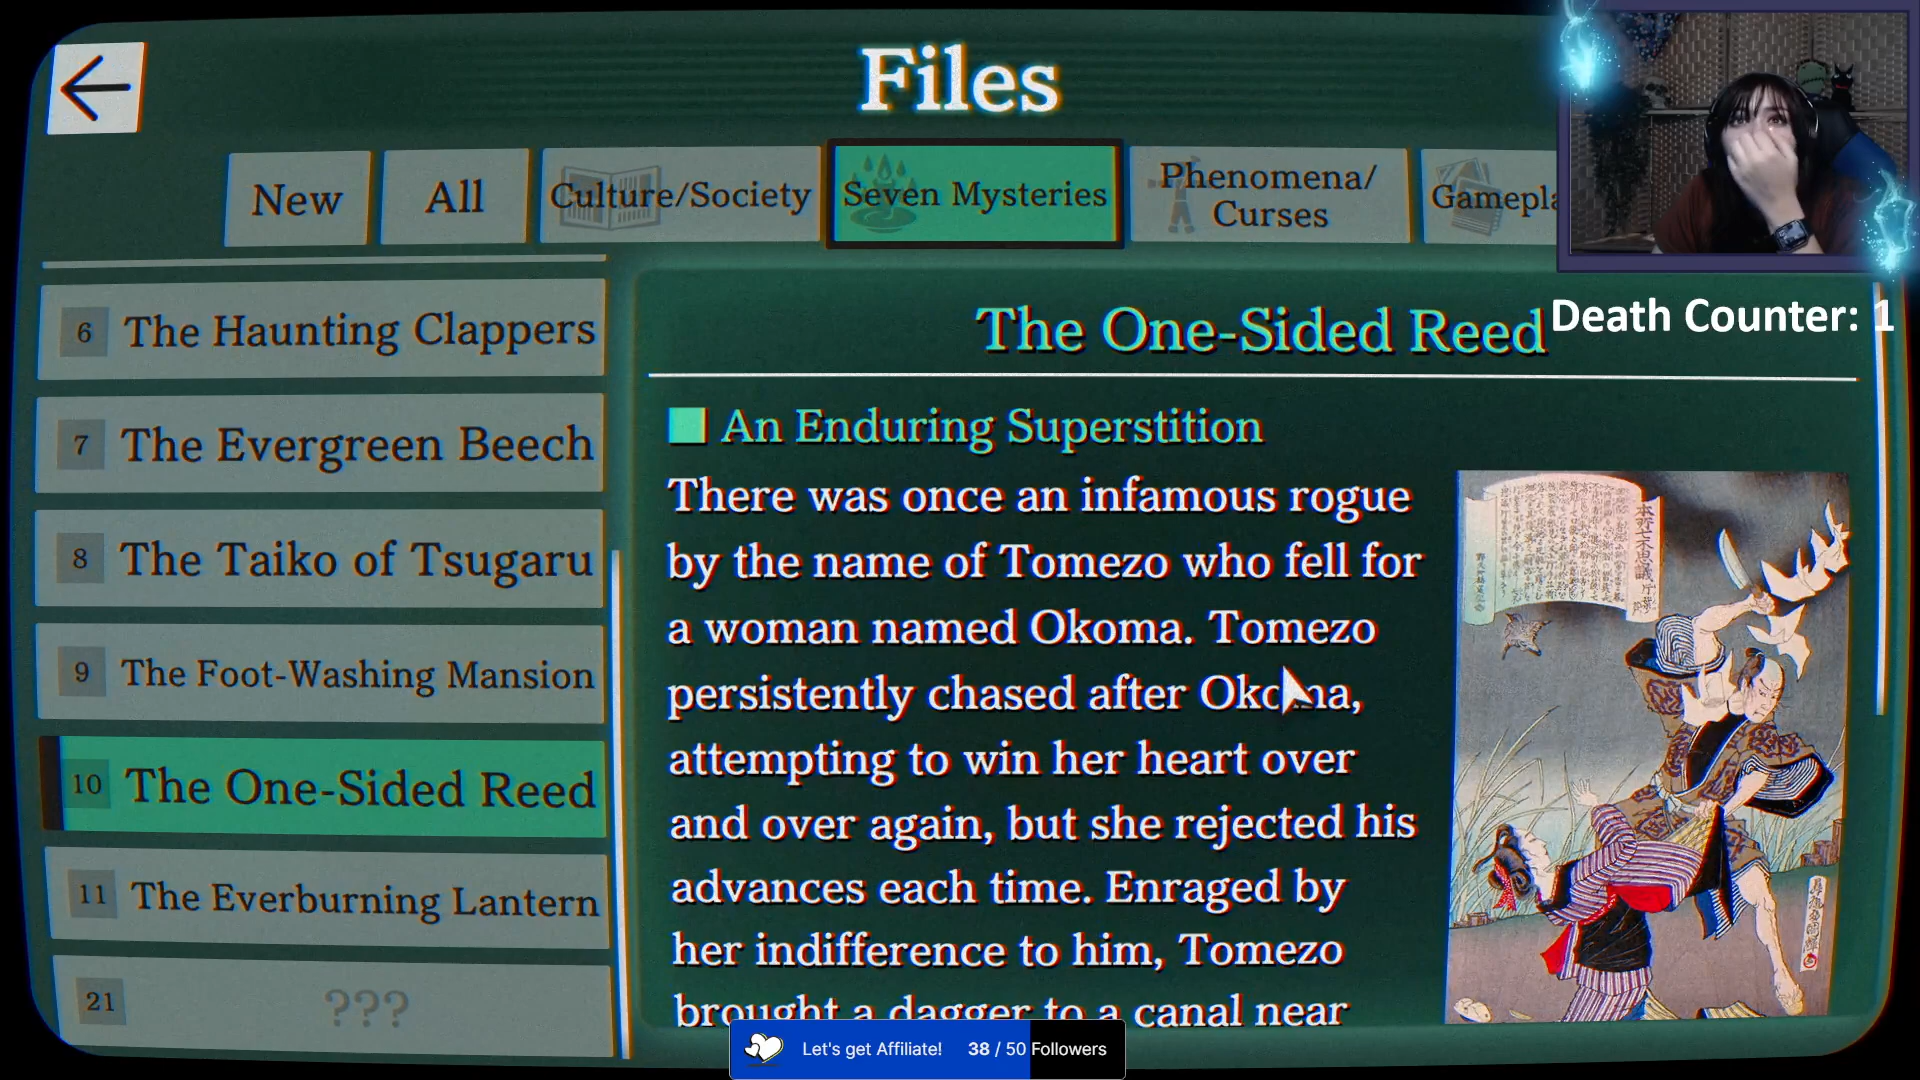 Files
New
All
Culture/Society
Seven Mysteries
Phenomena/
Curses
Gamepla
6 The Haunting Clappers
7 The Evergreen Beech
8 The Taiko of Tsugaru
9 The Foot-Washing Mansion
10 The One-Sided Reed
11 The Everburning Lantern
21 ???
The One-Sided Reed
Death Counter: 1
An Enduring Superstition
There was once an infamous rogue
by the name of Tomezo who fell for
a woman named Okoma. Tomezo
persistently chased after Okoma,
attempting to win her heart over
and over again, but she rejected his
advances each time. Enraged by
her indifference to him, Tomezo
brought a dagger to a canal near
Let's get Affiliate! 38 / 50 Followers